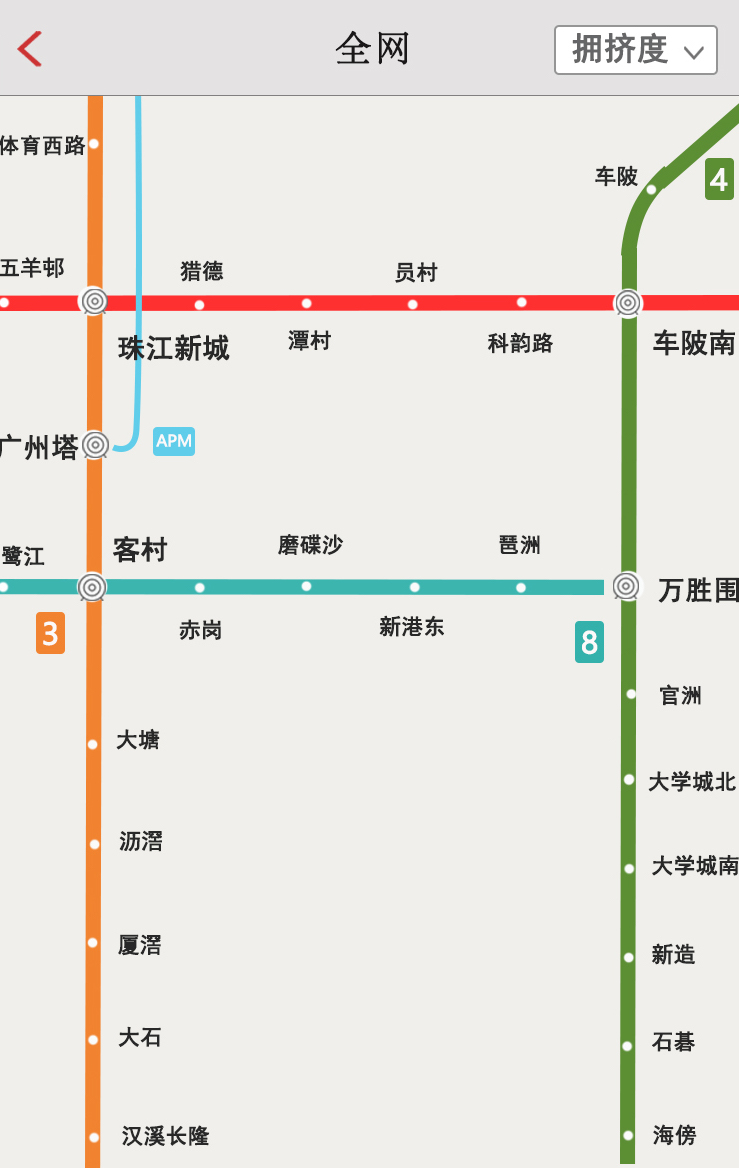 全网
拥挤度
体育西路
车陂
4
五羊邨
猎德
员村
珠江新城
潭村
科韵路
车陂南
广州塔
APM
鹭江
客村
磨碟沙
琶洲
万胜围
3
赤岗
新港东
8
官洲
大塘
大学城北
沥滘
大学城南
厦滘
新造
大石
石碁
汉溪长隆
海傍